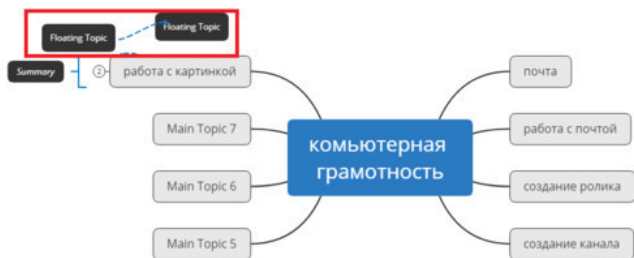 Floating Topic
Floating Topic
Summary
2
работа с картинкой
Main Topic 7
Main Topic 6
Main Topic 5
комьютерная
грамотность
почта
работа с почтой
создание ролика
создание канала